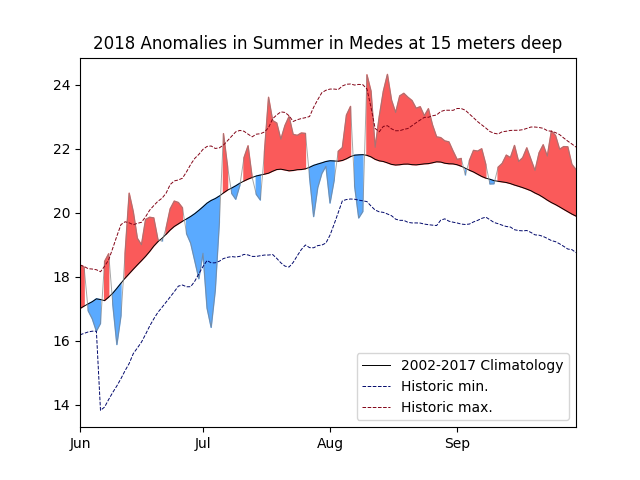 2018 Anomalies in Summer in Medes at 15 meters deep
24
22
20
18
16
14
Jun Jul Aug Sep
2002-2017 Climatology
Historic min.
Historic max.